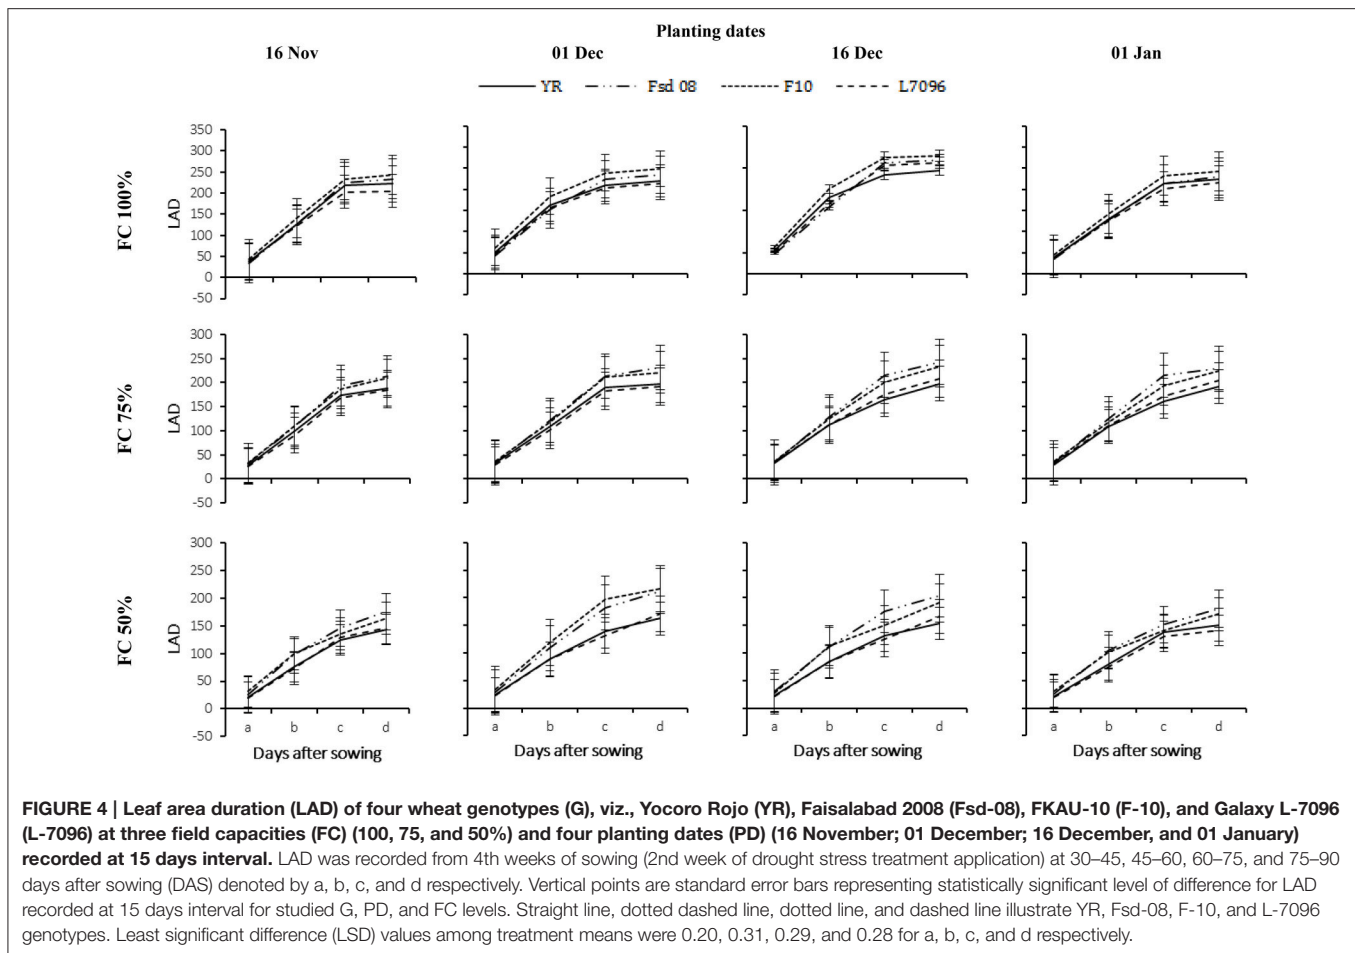 Planting dates
16 Nov 01 Dec 16 Dec 01 Jan
YR Fsd 08 F10 L7096
FC 100%
LAD
350
300
250
200
150
100
50
0
-50
FC 75%
LAD
300
250
200
150
100
50
0
-50
FC 50%
LAD
300
250
200
150
100
50
0
-50
a b c d a b c d a b c d a b c d
Days after sowing Days after sowing Days after sowing Days after sowing
FIGURE 4 | Leaf area duration (LAD) of four wheat genotypes (G), viz., Yocoro Rojo (YR), Faisalabad 2008 (Fsd-08), FKAU-10 (F-10), and Galaxy L-7096
(L-7096) at three field capacities (FC) (100, 75, and 50%) and four planting dates (PD) (16 November; 01 December; 16 December, and 01 January)
recorded at 15 days interval. LAD was recorded from 4th weeks of sowing (2nd week of drought stress treatment application) at 30–45, 45–60, 60–75, and 75–90
days after sowing (DAS) denoted by a, b, c, and d respectively. Vertical points are standard error bars representing statistically significant level of difference for LAD
recorded at 15 days interval for studied G, PD, and FC levels. Straight line, dotted dashed line, dotted line, and dashed line illustrate YR, Fsd-08, F-10, and L-7096
genotypes. Least significant difference (LSD) values among treatment means were 0.20, 0.31, 0.29, and 0.28 for a, b, c, and d respectively.